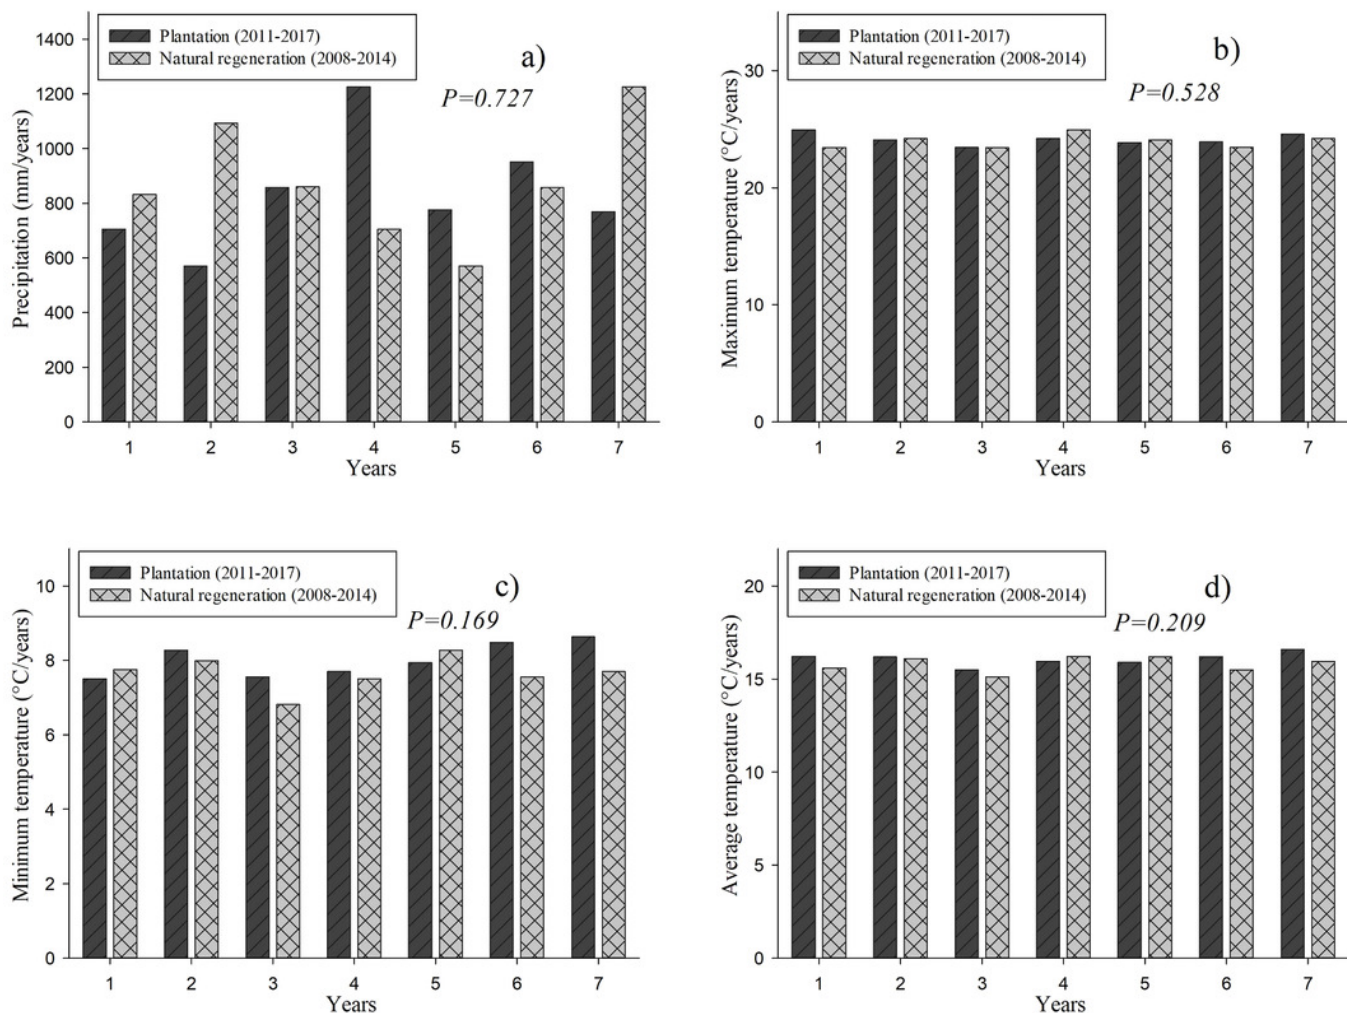 Plantation (2011-2017)
Natural regeneration (2008-2014)
a)
P=0.727
Precipitation (mm/years)
1400
1200
1000
800
600
400
200
0
1 2 3 4 5 6 7
Years
Plantation (2011-2017)
Natural regeneration (2008-2014)
b)
P=0.528
Maximum temperature (°C/years)
30
20
10
0
1 2 3 4 5 6 7
Years
Plantation (2011-2017)
Natural regeneration (2008-2014)
c)
P=0.169
Minimum temperature (°C/years)
10
8
6
4
2
0
1 2 3 4 5 6 7
Years
Plantation (2011-2017)
Natural regeneration (2008-2014)
d)
P=0.209
Average temperature (°C/years)
20
15
10
5
0
1 2 3 4 5 6 7
Years